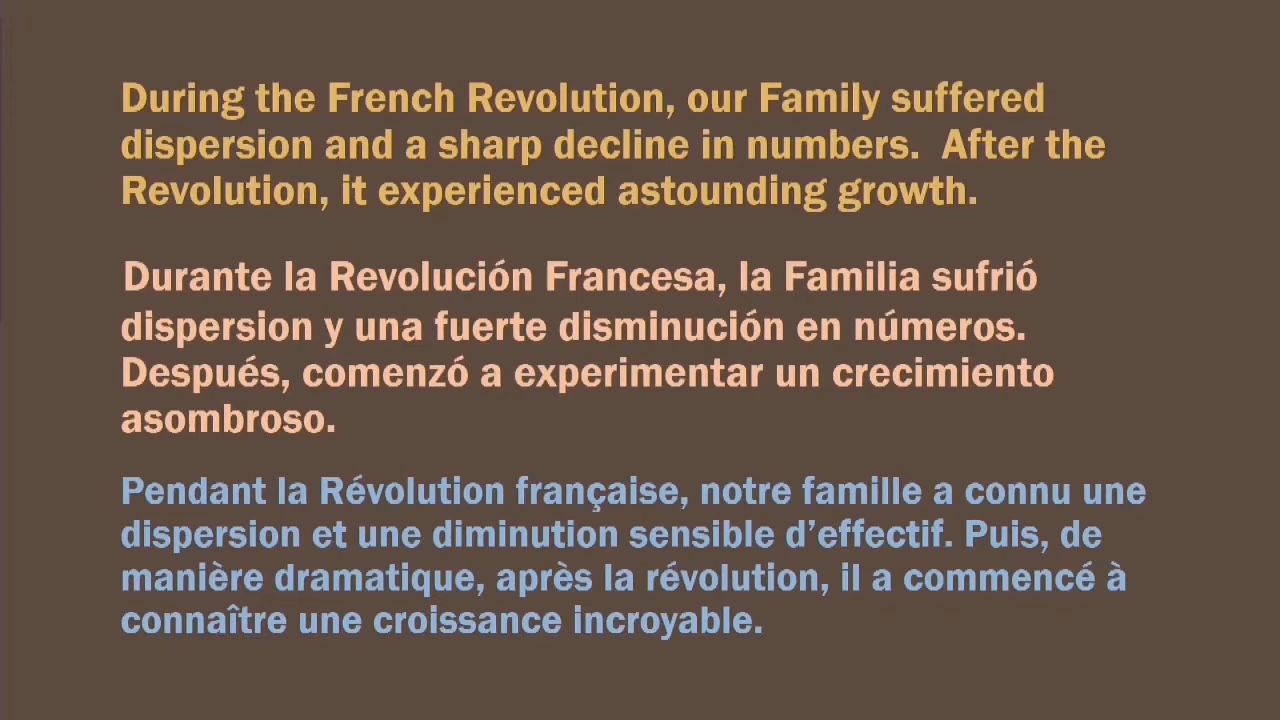 During the French Revolution, our Family suffered
dispersion and a sharp decline in numbers.  After the
Revolution, it experienced astounding growth.
Durante la Revolución Francesa, la Familia sufrió
dispersion y una fuerte disminución en números.
Después, comenzó a experimentar un crecimiento
asombroso.
Pendant la Révolution française, notre famille a connu une
dispersion et une diminution sensible d’effectif. Puis, de
manière dramatique, après la révolution, il a commencé à
connaître une croissance incroyable.